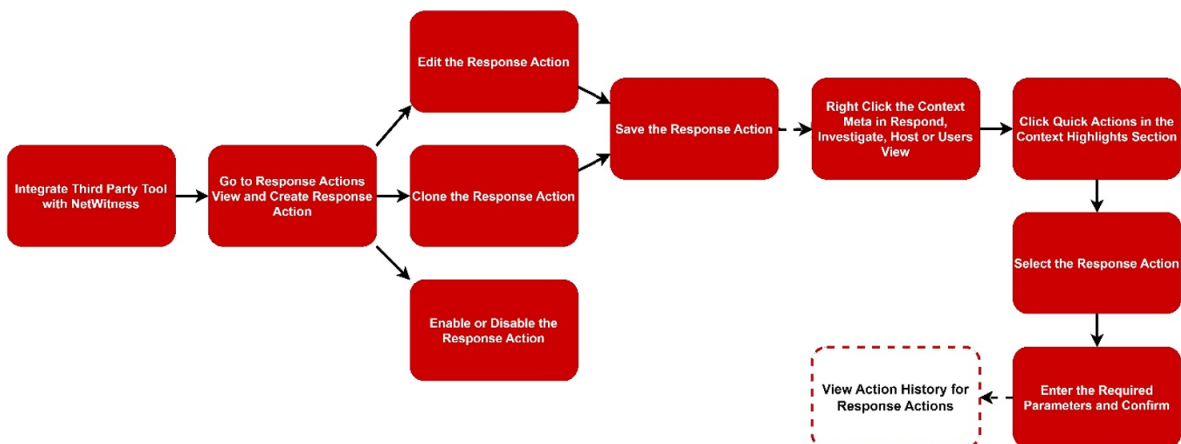 Integrate Third Party Tool
with NetWitness
Go to Response Actions
View and Create Response
Action
Edit the Response Action
Clone the Response Action
Enable or Disable the
Response Action
Save the Response Action
Right Click the Context
Meta in Respond,
Investigate, Host or Users
View
Click Quick Actions in the
Context Highlights Section
Select the Response Action
Enter the Required
Parameters and Confirm
View Action History for
Response Actions